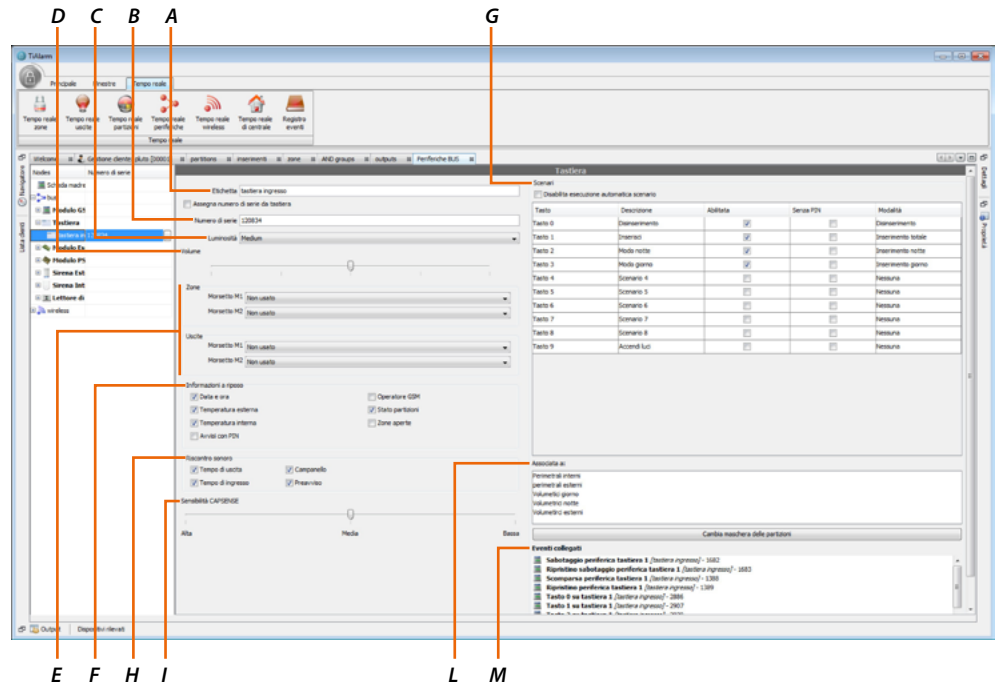 D C B A G
TiAlarm
Principale Finestre Tempo reale
Tempo reale zone
Tempo reale uscite
Tempo reale partizioni
Tempo reale periferiche
Tempo reale wireless
Tempo reale di centrale
Registro eventi
Tempo reale
Welcome Gestione cliente: pluto [00001 partitions inserimenti zone AND groups outputs Periferiche BUS
Navigatore
Lista clienti
Dettagli
Proprietà
Nodes Numero di serie
Scheda madre
bus
Modulo GS
Tastiera
tastiera in 120834
Modulo Es
Modulo PS
Sirena Est
Sirena Int
Lettore di
wireless
Tastiera
Etichetta tastiera ingresso
Assegna numero di serie da tastiera
Numero di serie 120834
Luminosità Medium
Volume
Zone
Morsetto M1 Non usato
Morsetto M2 Non usato
Uscite
Morsetto M1 Non usato
Morsetto M2 Non usato
Informazioni a riposo
Data e ora Operatore GSM
Temperatura esterna Stato partizioni
Temperatura interna Zone aperte
Avvisi con PIN
Riscontro sonoro
Tempo di uscita Campanello
Tempo di ingresso Preavviso
Sensibilità CAPSENSE
Alta Media Bassa
Scenari
Disabilita esecuzione automatica scenario
Tasto Descrizione Abilitata Senza PIN Modalità
Tasto 0 Disinserimento Disinserimento
Tasto 1 Inserisci Inserimento totale
Tasto 2 Modo notte Inserimento notte
Tasto 3 Modo giorno Inserimento giorno
Tasto 4 Scenario 4 Nessuna
Tasto 5 Scenario 5 Nessuna
Tasto 6 Scenario 6 Nessuna
Tasto 7 Scenario 7 Nessuna
Tasto 8 Scenario 8 Nessuna
Tasto 9 Accendi luci Nessuna
Associata a:
Perimetrali interni
perimetrali esterni
Volumetici giorno
Volumetrici notte
Volumetrici esterni
Cambia maschera delle partizioni
Eventi collegati
Sabotaggio periferica tastiera 1 [tastiera ingresso] - 1682
Ripristino sabotaggio periferica tastiera 1 [tastiera ingresso] - 1683
Scomparsa periferica tastiera 1 [tastiera ingresso] - 1388
Ripristino periferica tastiera 1 [tastiera ingresso] - 1389
Tasto 0 su tastiera 1 [tastiera ingresso] - 2886
Tasto 1 su tastiera 1 [tastiera ingresso] - 2907
Output Dispositivi rilevati
E F H I L M